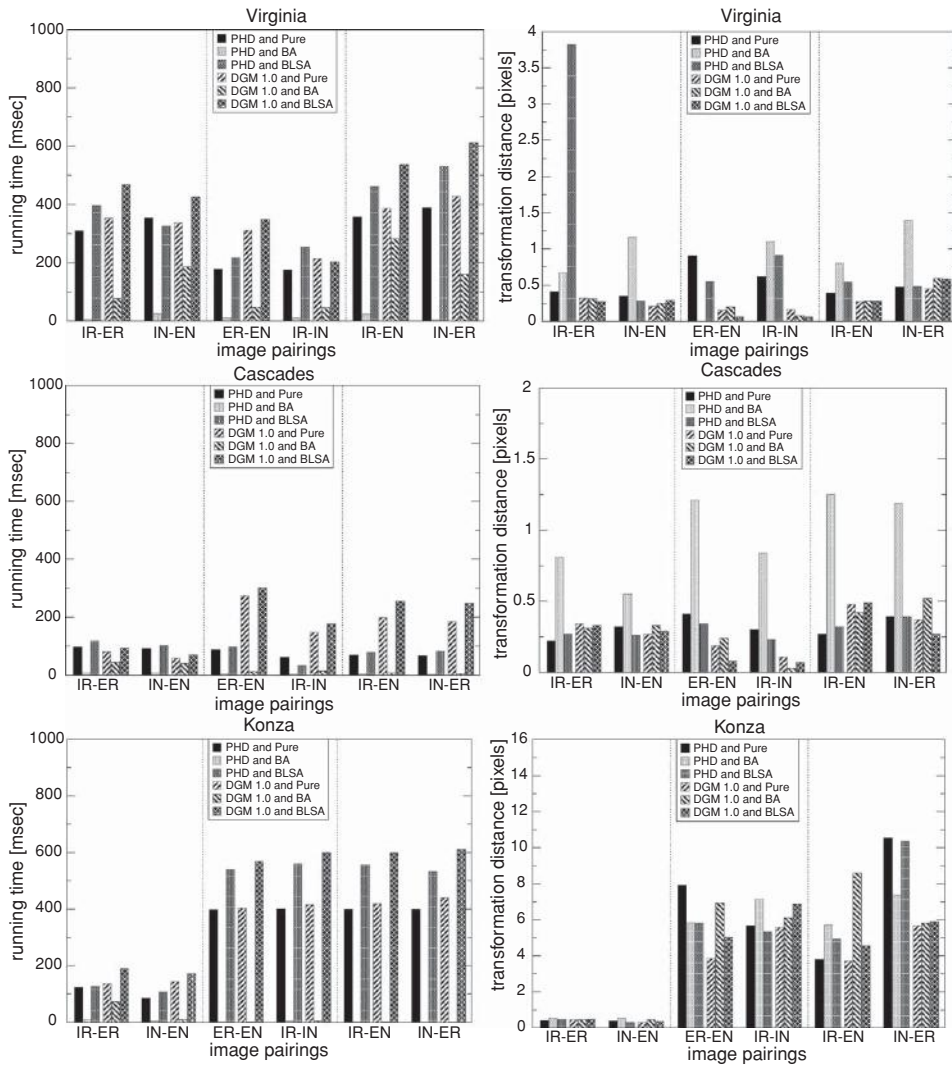 Virginia
1000
800
600
400
200
0
running time [msec]
PHD and Pure
PHD and BA
PHD and BLSA
DGM 1.0 and Pure
DGM 1.0 and BA
DGM 1.0 and BLSA
IR-ER IN-EN ER-EN IR-IN IR-EN IN-ER
image pairings
Virginia
4
3.5
3
2.5
2
1.5
1
0.5
0
transformation distance [pixels]
PHD and Pure
PHD and BA
PHD and BLSA
DGM 1.0 and Pure
DGM 1.0 and BA
DGM 1.0 and BLSA
IR-ER IN-EN ER-EN IR-IN IR-EN IN-ER
image pairings
Cascades
1000
800
600
400
200
0
running time [msec]
PHD and Pure
PHD and BA
PHD and BLSA
DGM 1.0 and Pure
DGM 1.0 and BA
DGM 1.0 and BLSA
IR-ER IN-EN ER-EN IR-IN IR-EN IN-ER
image pairings
Cascades
2
1.5
1
0.5
0
transformation distance [pixels]
PHD and Pure
PHD and BA
PHD and BLSA
DGM 1.0 and Pure
DGM 1.0 and BA
DGM 1.0 and BLSA
IR-ER IN-EN ER-EN IR-IN IR-EN IN-ER
image pairings
Konza
1000
800
600
400
200
0
running time [msec]
PHD and Pure
PHD and BA
PHD and BLSA
DGM 1.0 and Pure
DGM 1.0 and BA
DGM 1.0 and BLSA
IR-ER IN-EN ER-EN IR-IN IR-EN IN-ER
image pairings
Konza
16
14
12
10
8
6
4
2
0
transformation distance [pixels]
PHD and Pure
PHD and BA
PHD and BLSA
DGM 1.0 and Pure
DGM 1.0 and BA
DGM 1.0 and BLSA
IR-ER IN-EN ER-EN IR-IN IR-EN IN-ER
image pairings